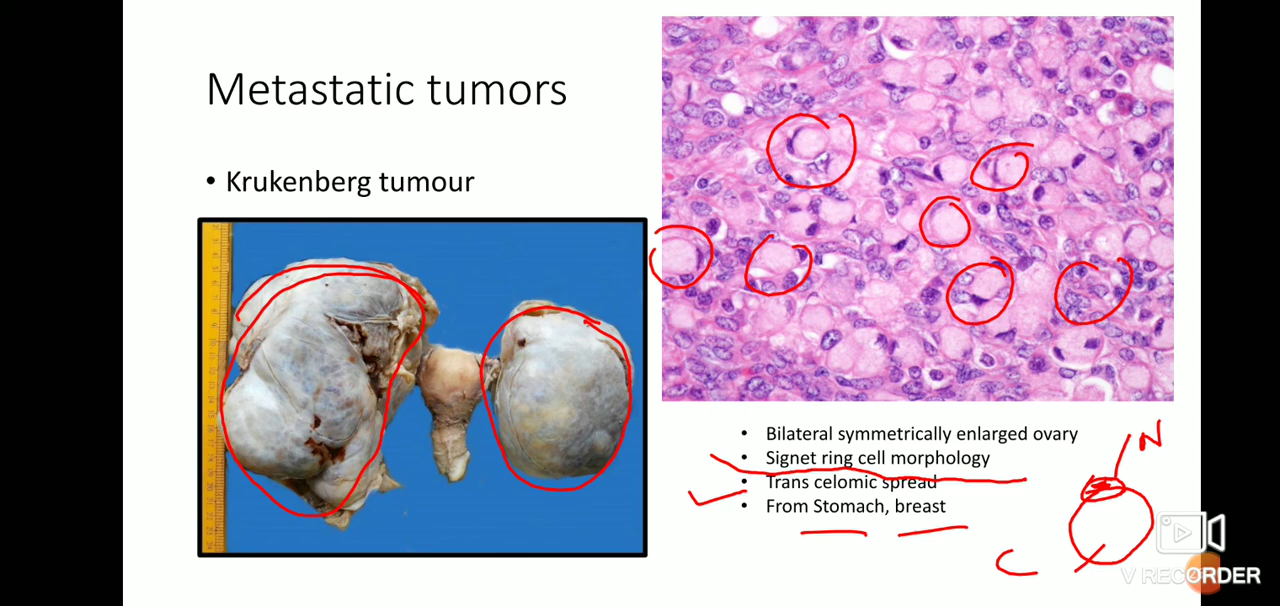 Metastatic tumors
• Krukenberg tumour
• Bilateral symmetrically enlarged ovary
• Signet ring cell morphology
• Trans celomic spread
• From Stomach, breast
N
C
V RECORDER